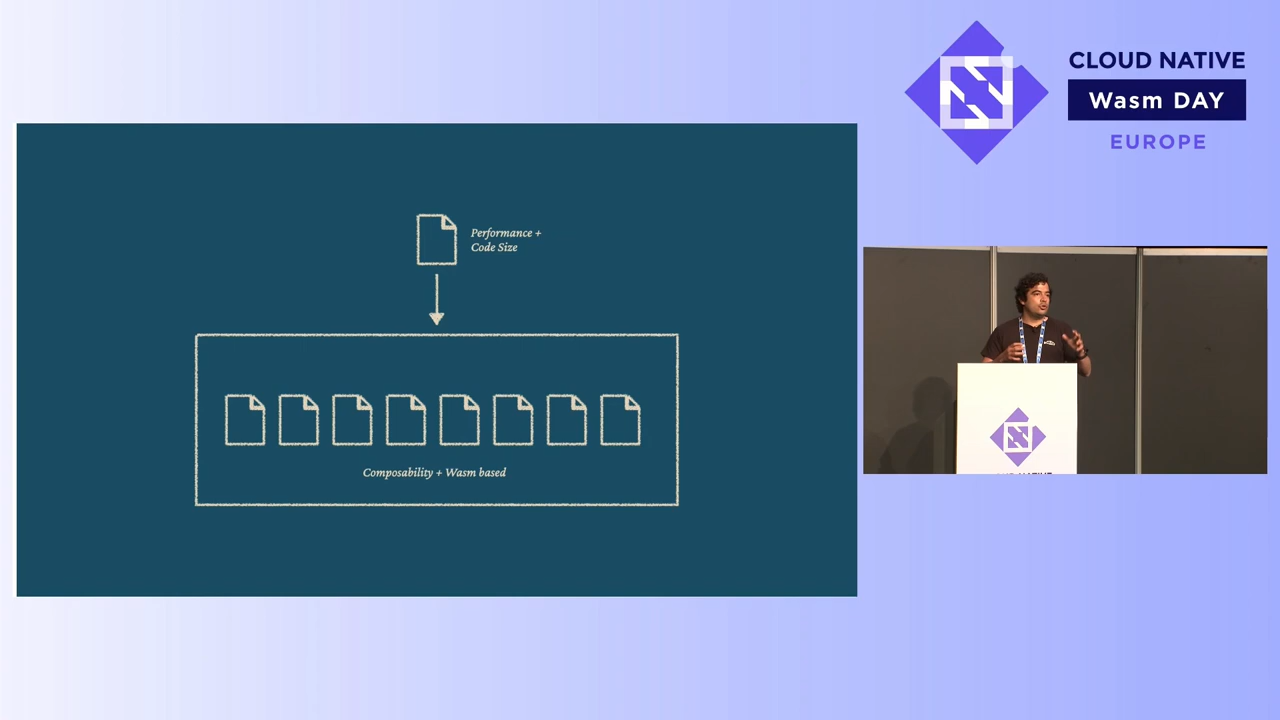 CLOUD NATIVE
Wasm DAY
EUROPE
Performance +
Code Size
Composability + Wasm based